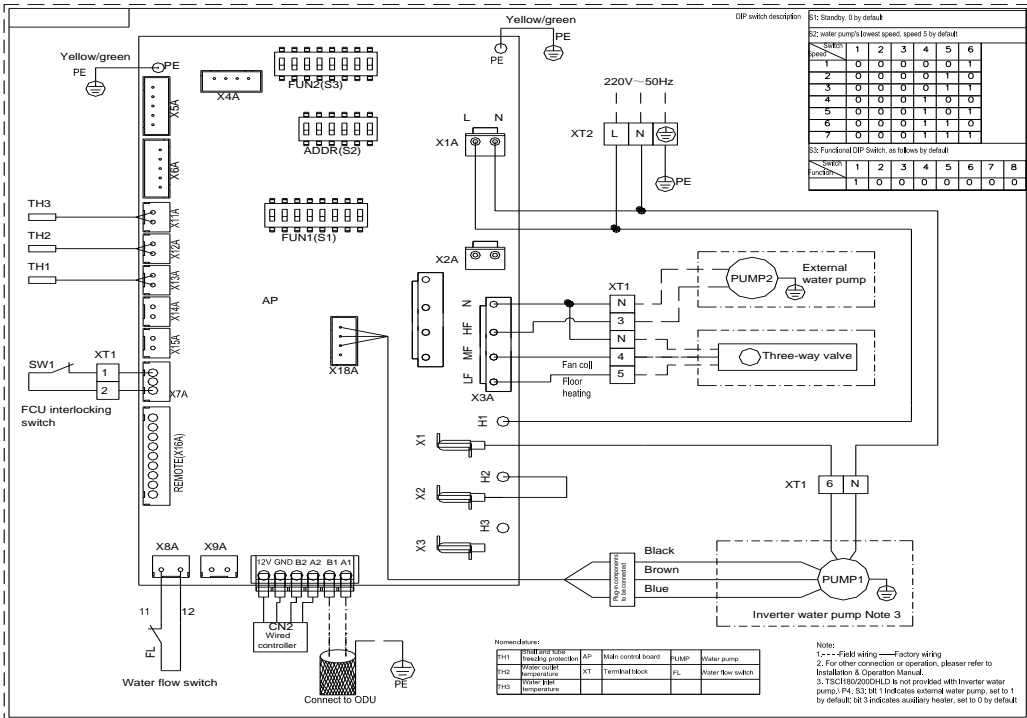 DIP switch description
S1: Standby, 0 by default
S2: water pump's lowest speed, speed 5 by default
Switch 1 2 3 4 5 6
Speed
1 0 0 0 0 0 1
2 0 0 0 0 1 0
3 0 0 0 0 1 1
4 0 0 0 1 0 0
5 0 0 0 1 0 1
6 0 0 0 1 1 0
7 0 0 0 1 1 1
S3: Functional DIP Switch, as follows by default
Switch 1 2 3 4 5 6 7 8
Function
1 0 0 0 0 0 0 0
Yellow/green
PE
PE
Yellow/green
PE
PE
X5A
X4A
FUN2(S3)
ADDR(S2)
FUN1(S1)
X6A
TH3
X11A
TH2
X12A
TH1
X13A
X14A
X15A
AP
X18A
L N
X1A
X2A
220V～50Hz
XT2 L N
PE
N
HF
MF
LF
X3A
Fan coll
Floor
heating
XT1
N
3
N
4
5
PUMP2
External
water pump
Three-way valve
SW1
XT1
1
2
X7A
FCU interlocking
switch
REMOTE(X16A)
H1
X1
H2
X2
H3
X3
XT1 6 N
X8A X9A
11 12
FL
Water flow switch
12V GND B2 A2 B1 A1
CN2
Wired
controller
PE
Connect to ODU
Plug-in components
to be connected
Black
Brown
Blue
PUMP1
Inverter water pump Note 3
Nomendature:
TH1 Shell and tube freezing protection AP Main control board PUMP Water pump
TH2 Water outlet temperature XT Terminal block FL Water flow switch
TH3 Water inlet temperature
Note:
1.----Field wiring ——Factory wiring
2. For other connection or operation, pleaser refer to
Installation & Operation Manual.
3. TSCI180/200DHLD is not provided with Inverter water
pump.\ P4, S3: bit 1 indicates external water pump, set to 1
by default; bit 3 indicates auxiliary heater, set to 0 by default